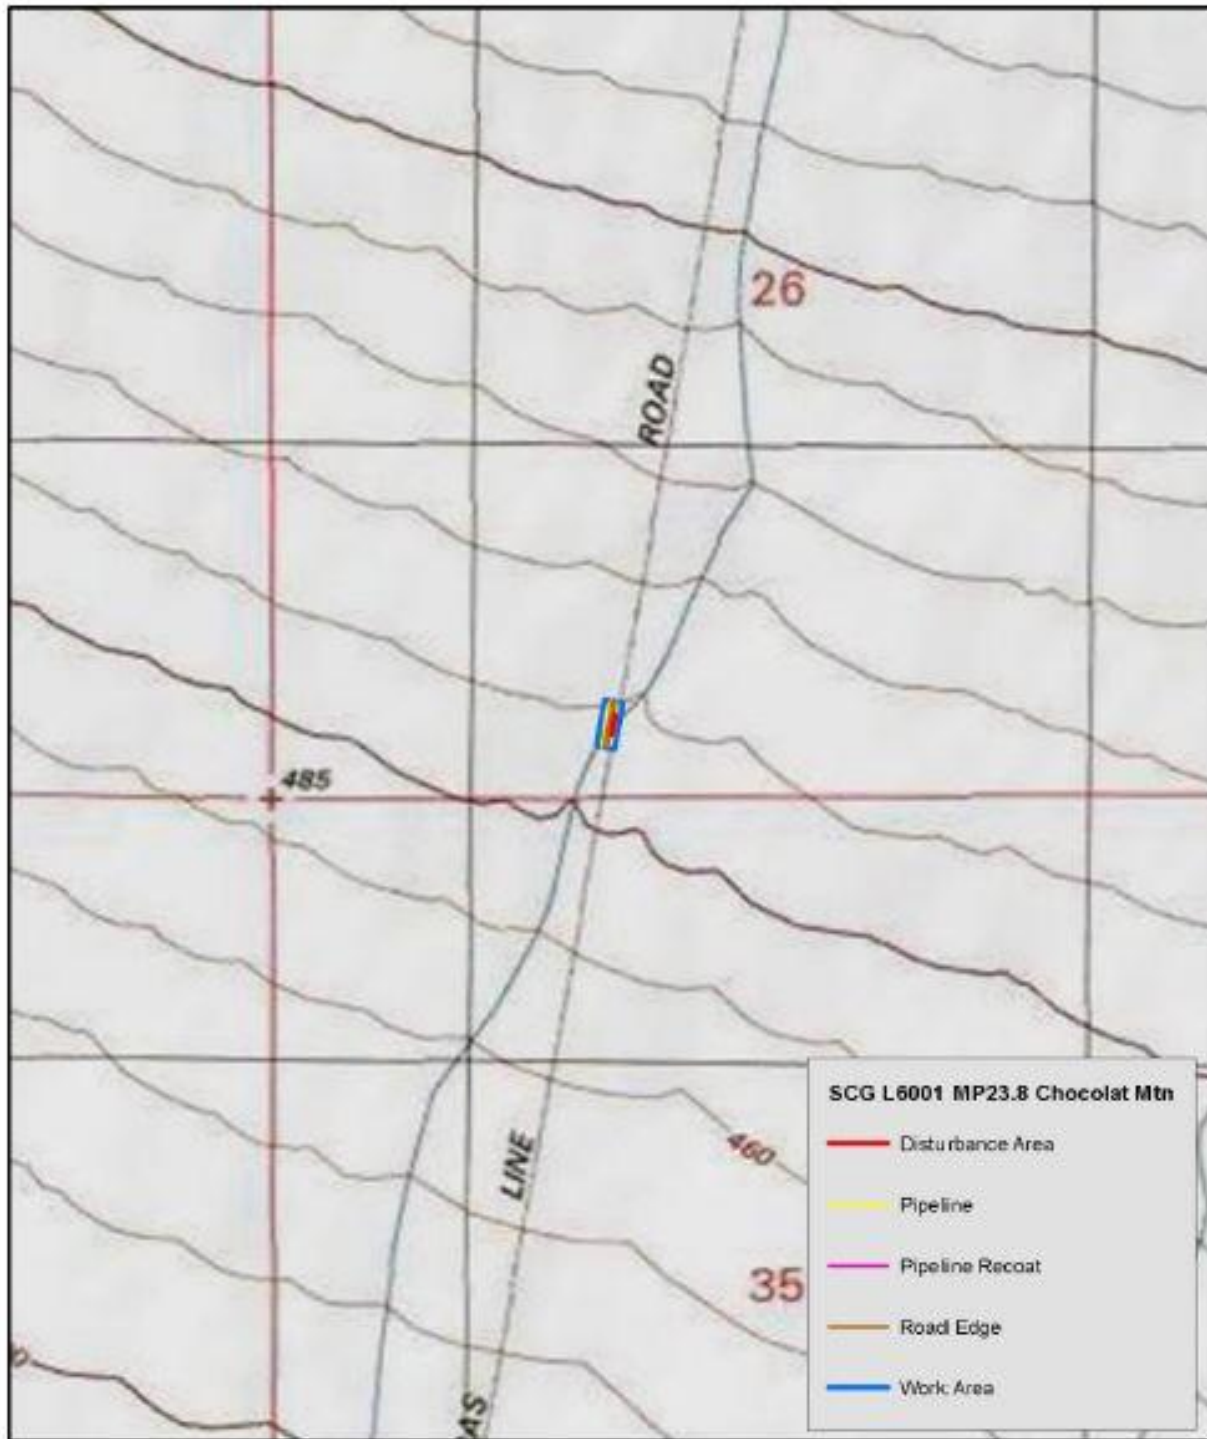 26
ROAD
485
SCG L6001 MP23.8 Chocolat Mtn
Disturbance Area
Pipeline
Pipeline Recoat
Road Edge
Work Area
460
LINE
35
AS